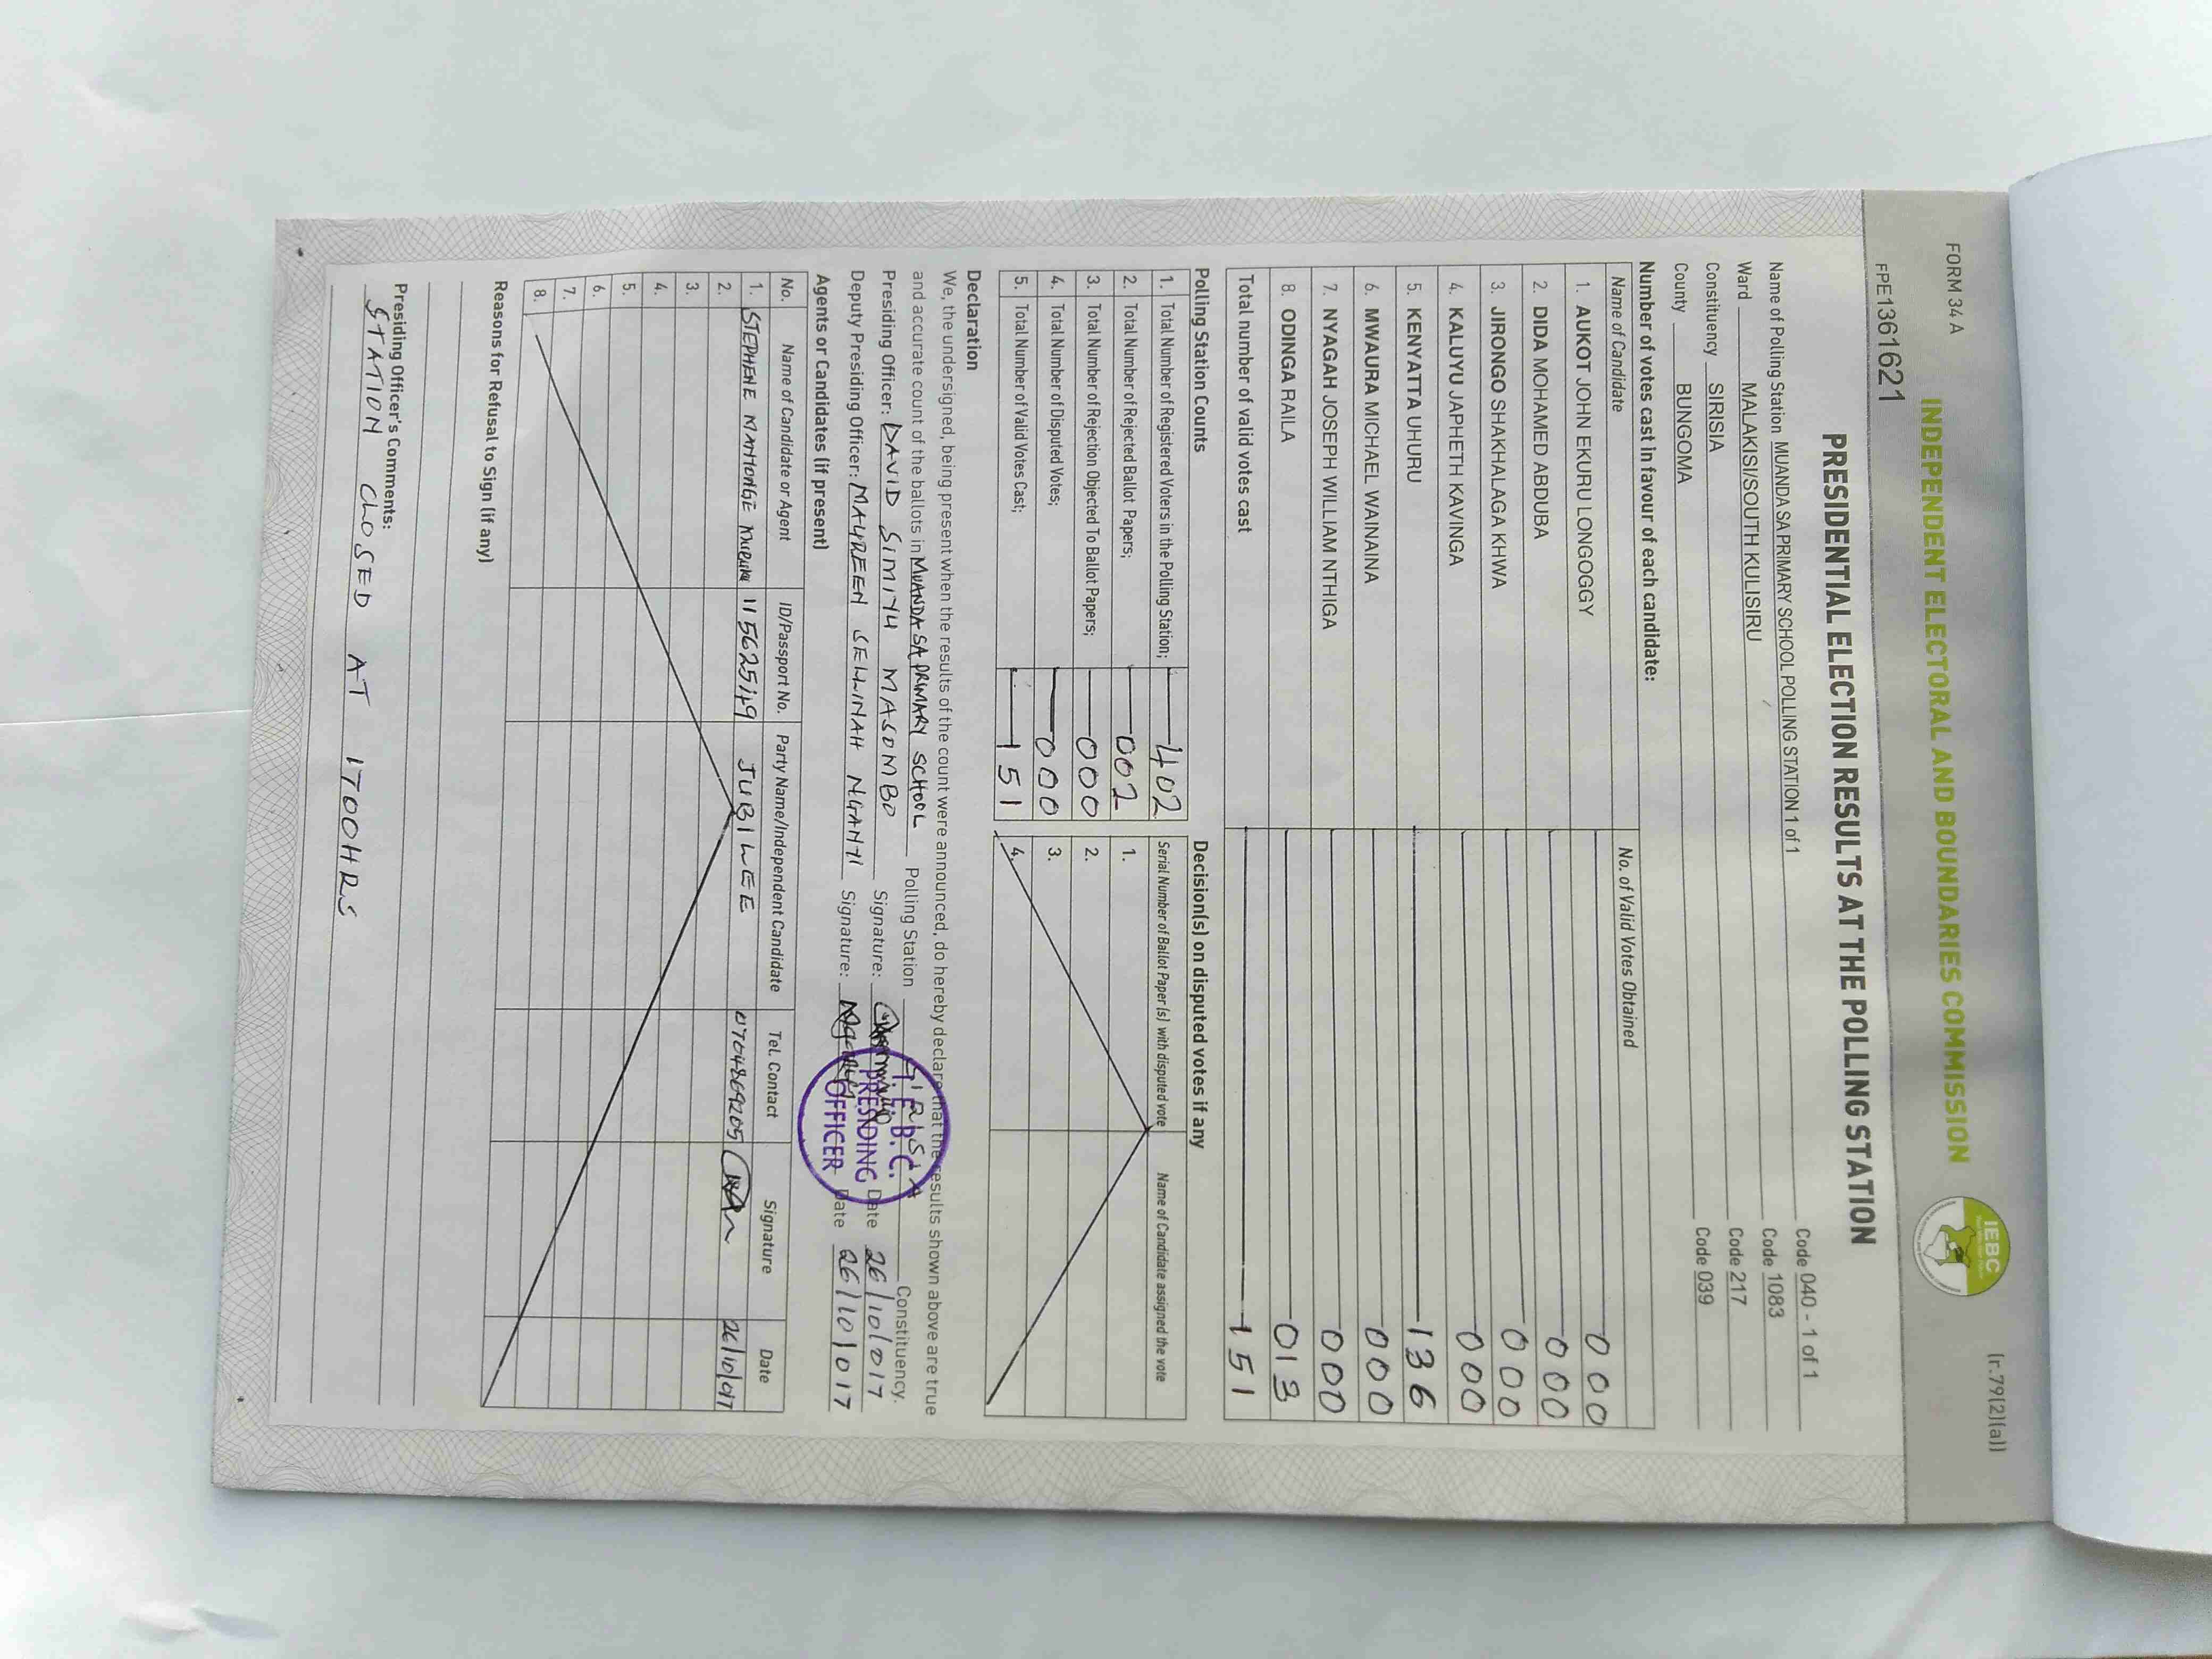 FORM 34 A
(r.79(2)(a))
INDEPENDENT ELECTORAL AND BOUNDARIES COMMISSION
IEBC
FPE1361621
PRESIDENTIAL ELECTION RESULTS AT THE POLLING STATION
Name of Polling Station MUANDA SA PRIMARY SCHOOL POLLING STATION 1 of 1 Code 040 - 1 of 1
Ward MALAKISI/SOUTH KULISIRU Code 1083
Constituency SIRISIA Code 217
County BUNGOMA Code 039
Number of votes cast in favour of each candidate:
Name of Candidate No. of Valid Votes Obtained
1. AUKOT JOHN EKURU LONGOGGY 000
2. DIDA MOHAMED ABDUBA 000
3. JIRONGO SHAKHALAGA KHWA 000
4. KALUYU JAPHETH KAVINGA 000
5. KENYATTA UHURU 136
6. MWAURA MICHAEL WAINAINA 000
7. NYAGAH JOSEPH WILLIAM NTHIGA 000
8. ODINGA RAILA 013
Total number of valid votes cast 151
Polling Station Counts Decision(s) on disputed votes if any
1. Total Number of Registered Voters in the Polling Station; 402 Serial Number of Ballot Paper (s) with disputed vote Name of Candidate assigned the vote
2. Total Number of Rejected Ballot Papers; 002 1.
3 Total Number of Rejection Objected To Ballot Papers; 000 2.
4. Total Number of Disputed Votes; 000 3.
5. Total Number of Valid Votes Cast; 151 4.
Declaration
We, the undersigned, being present when the results of the count were announced, do hereby declare that the results shown above are true
and accurate count of the ballots in MUANDA SA PRIMARY SCHOOL Polling Station Constituency.
Presiding Officer: DAVID SIMIYU MASOMBO Signature: Date 26/10/017
Deputy Presiding Officer: MAUREEN SELLINAH Signature: Date 26/10/017
I.E.B.C.
PRESIDING
OFFICER
Agents or Candidates (if present)
No. Name of Candidate or Agent ID/Passport No. Party Name/Independent Candidate Tel. Contact Signature Date
1. STEPHENE 11562549 JUBILEE 0704869205 26/10/017
2.
3.
4.
5.
6.
7.
8.
Reasons for Refusal to Sign (if any)
Presiding Officer's Comments:
STATION CLOSED AT 1700HRS